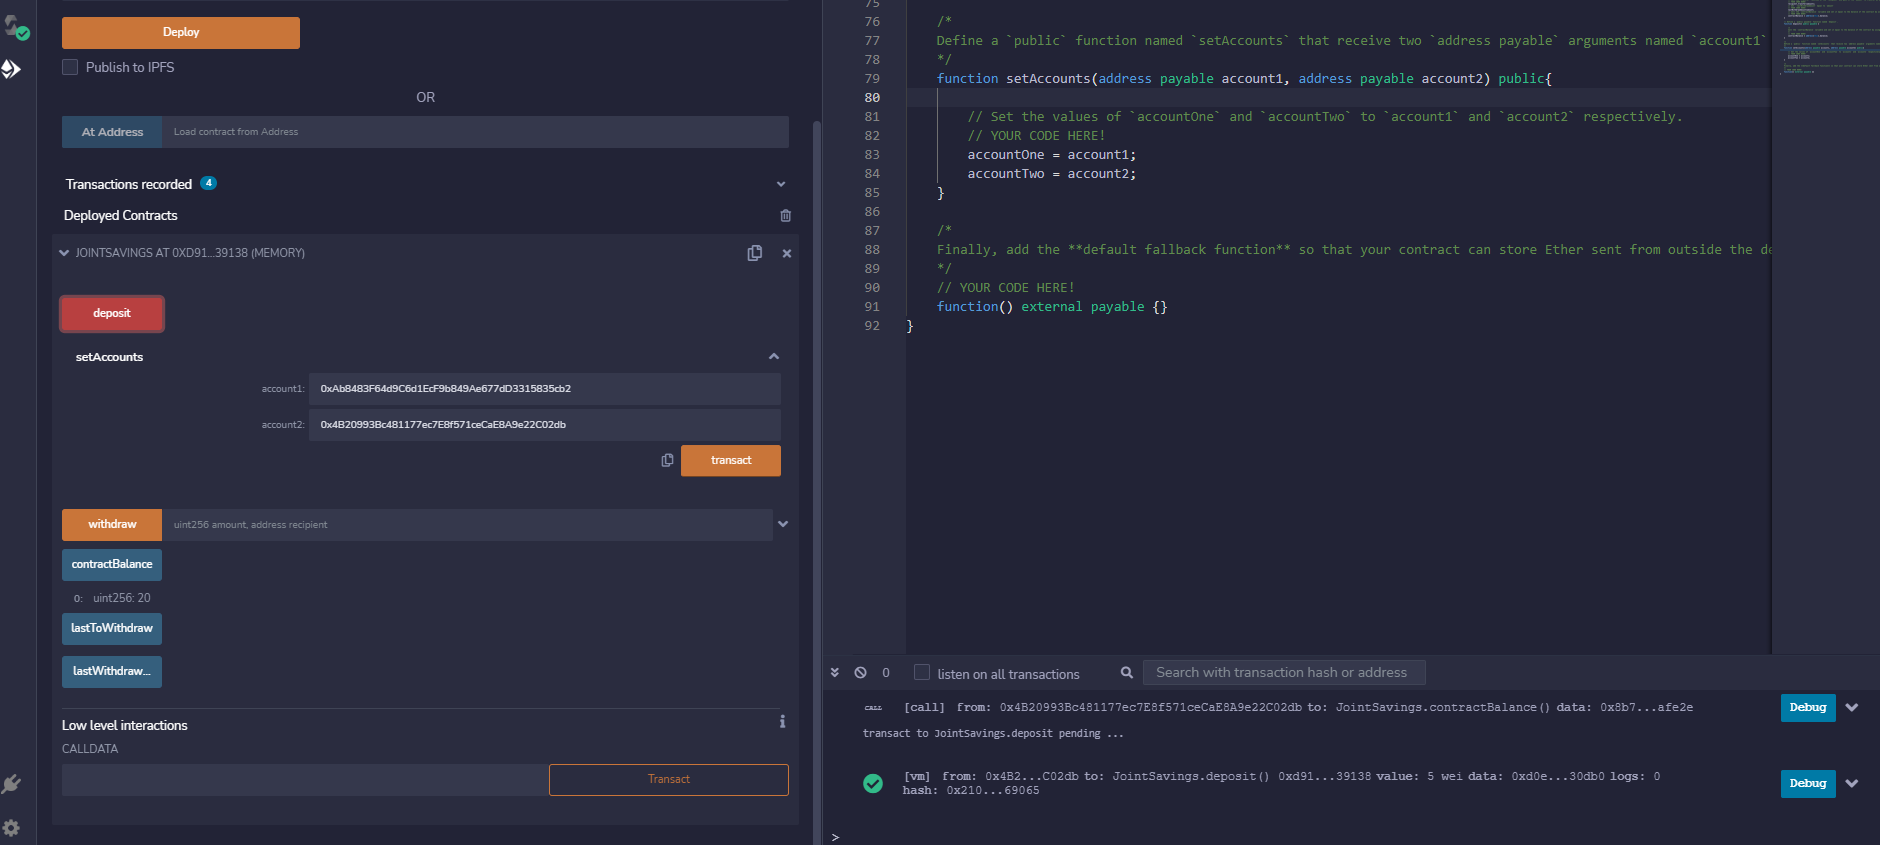 Deploy
Publish to IPFS
OR
At Address
Load contract from Address
Transactions recorded 4
Deployed Contracts
JOINTSAVINGS AT 0XD91...39138 (MEMORY)
deposit
setAccounts
account1:
0xAb8483F64d9C6d1EcF9b849Ae677dD3315835cb2
account2:
0x4B20993Bc481177ec7E8f571ceCaE8A9e22C02db
transact
withdraw
uint256 amount, address recipient
contractBalance
0: uint256: 20
lastToWithdraw
lastWithdraw...
Low level interactions
CALLDATA
Transact
75
76 /*
77 Define a `public` function named `setAccounts` that receive two `address payable` arguments named `account1`
78 */
79 function setAccounts(address payable account1, address payable account2) public{
80
81 // Set the values of `accountOne` and `accountTwo` to `account1` and `account2` respectively.
82 // YOUR CODE HERE!
83 accountOne = account1;
84 accountTwo = account2;
85 }
86
87 /*
88 Finally, add the **default fallback function** so that your contract can store Ether sent from outside the de
89 */
90 // YOUR CODE HERE!
91 function() external payable {}
92 }
0
listen on all transactions
Search with transaction hash or address
CALL [call] from: 0x4B20993Bc481177ec7E8f571ceCaE8A9e22C02db to: JointSavings.contractBalance() data: 0x8b7...afe2e
Debug
transact to JointSavings.deposit pending ...
[vm] from: 0x4B2...C02db to: JointSavings.deposit() 0xd91...39138 value: 5 wei data: 0xd0e...30db0 logs: 0
hash: 0x210...69065
Debug
>